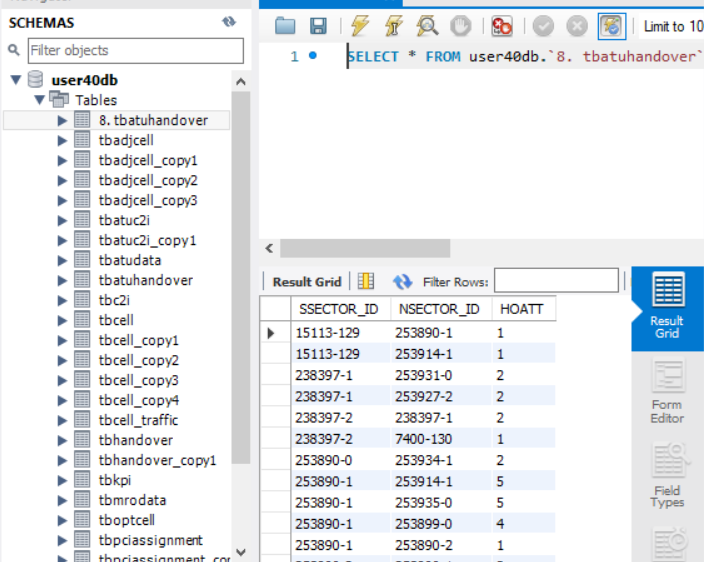 SCHEMAS
Filter objects
user40db
Tables
8. tbatuhandover
tbadjcell
tbadjcell_copy1
tbadjcell_copy2
tbadjcell_copy3
tbatuc2i
tbatuc2i_copy1
tbatudata
tbatuhandover
tbc2i
tbcell
tbcell_copy1
tbcell_copy2
tbcell_copy3
tbcell_copy4
tbcell_traffic
tbhandover
tbhandover_copy1
tbkpi
tbmrodata
tboptcell
tbpciassignment
Limit to 10
1
SELECT * FROM user40db.`8. tbatuhandover`
Result Grid
Filter Rows:
SSECTOR_ID NSECTOR_ID HOATT
15113-129 253890-1 1
15113-129 253914-1 1
238397-1 253931-0 2
238397-1 253927-2 2
238397-2 238397-1 2
238397-2 7400-130 1
253890-0 253934-1 2
253890-1 253914-1 5
253890-1 253935-0 5
253890-1 253899-0 4
253890-1 253890-2 1
Result
Grid
Form
Editor
Field
Types